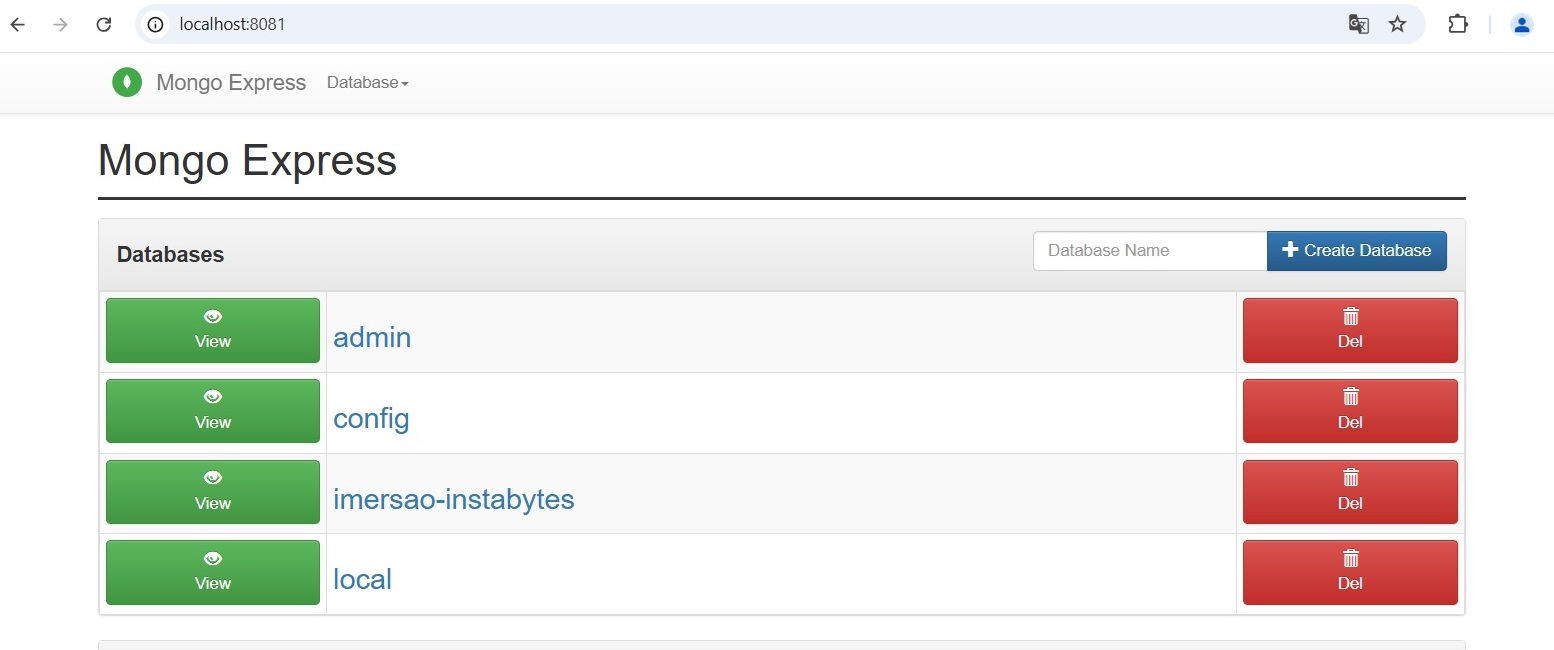 localhost:8081
Mongo Express Database
Mongo Express
Databases
Database Name
Create Database
View
admin
Del
View
config
Del
View
imersao-instabytes
Del
View
local
Del